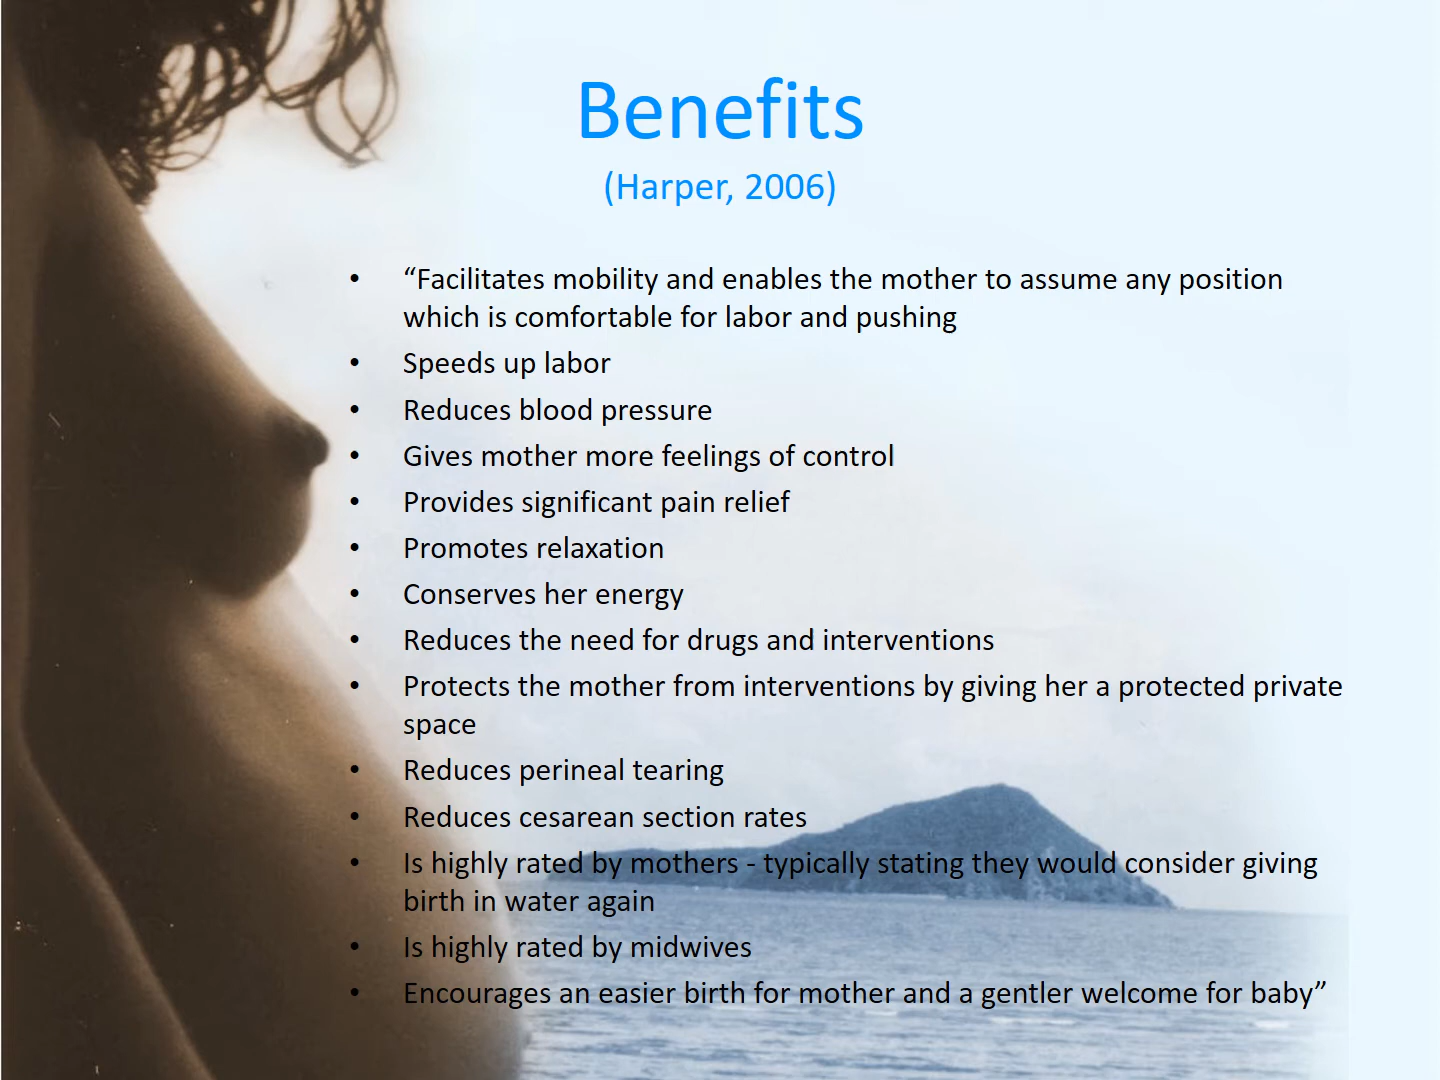 Benefits
(Harper, 2006)
• “Facilitates mobility and enables the mother to assume any position
which is comfortable for labor and pushing
• Speeds up labor
• Reduces blood pressure
• Gives mother more feelings of control
• Provides significant pain relief
• Promotes relaxation
• Conserves her energy
• Reduces the need for drugs and interventions
• Protects the mother from interventions by giving her a protected private
space
• Reduces perineal tearing
• Reduces cesarean section rates
• Is highly rated by mothers - typically stating they would consider giving
birth in water again
• Is highly rated by midwives
• Encourages an easier birth for mother and a gentler welcome for baby”